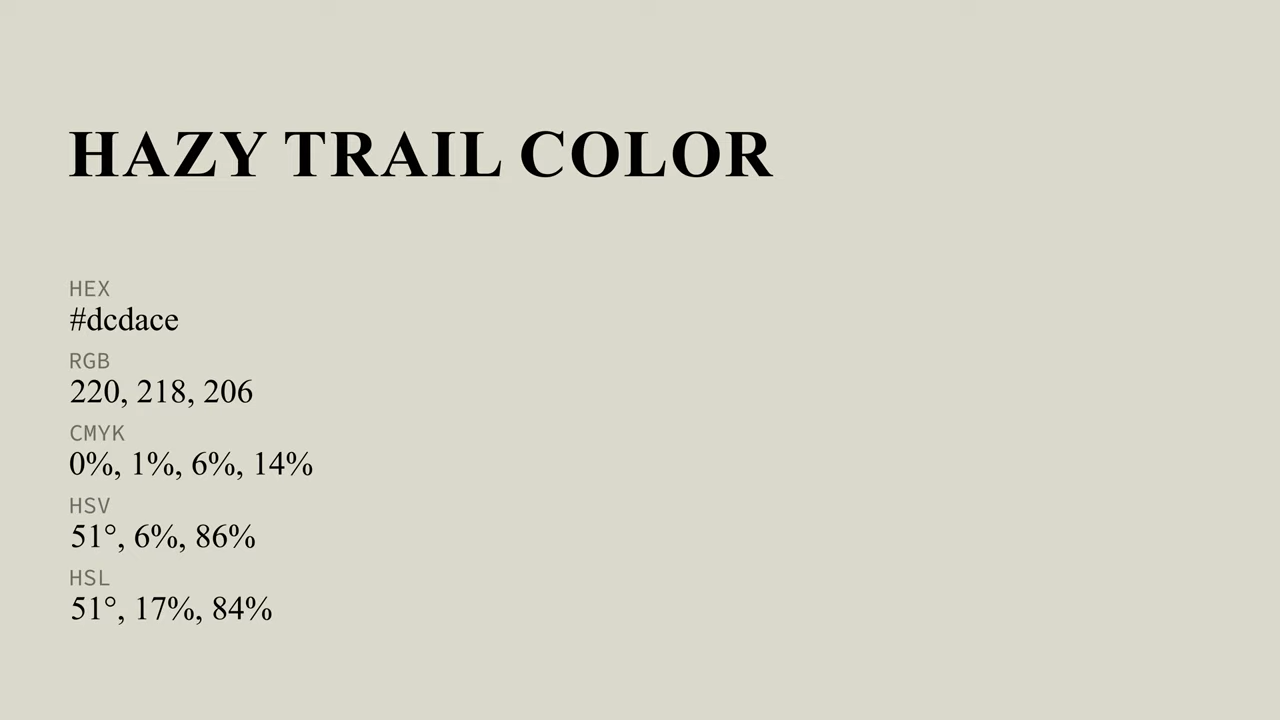 HAZY TRAIL COLOR
HEX
#dcdace
RGB
220, 218, 206
CMYK
0%, 1%, 6%, 14%
HSV
51°, 6%, 86%
HSL
51°, 17%, 84%